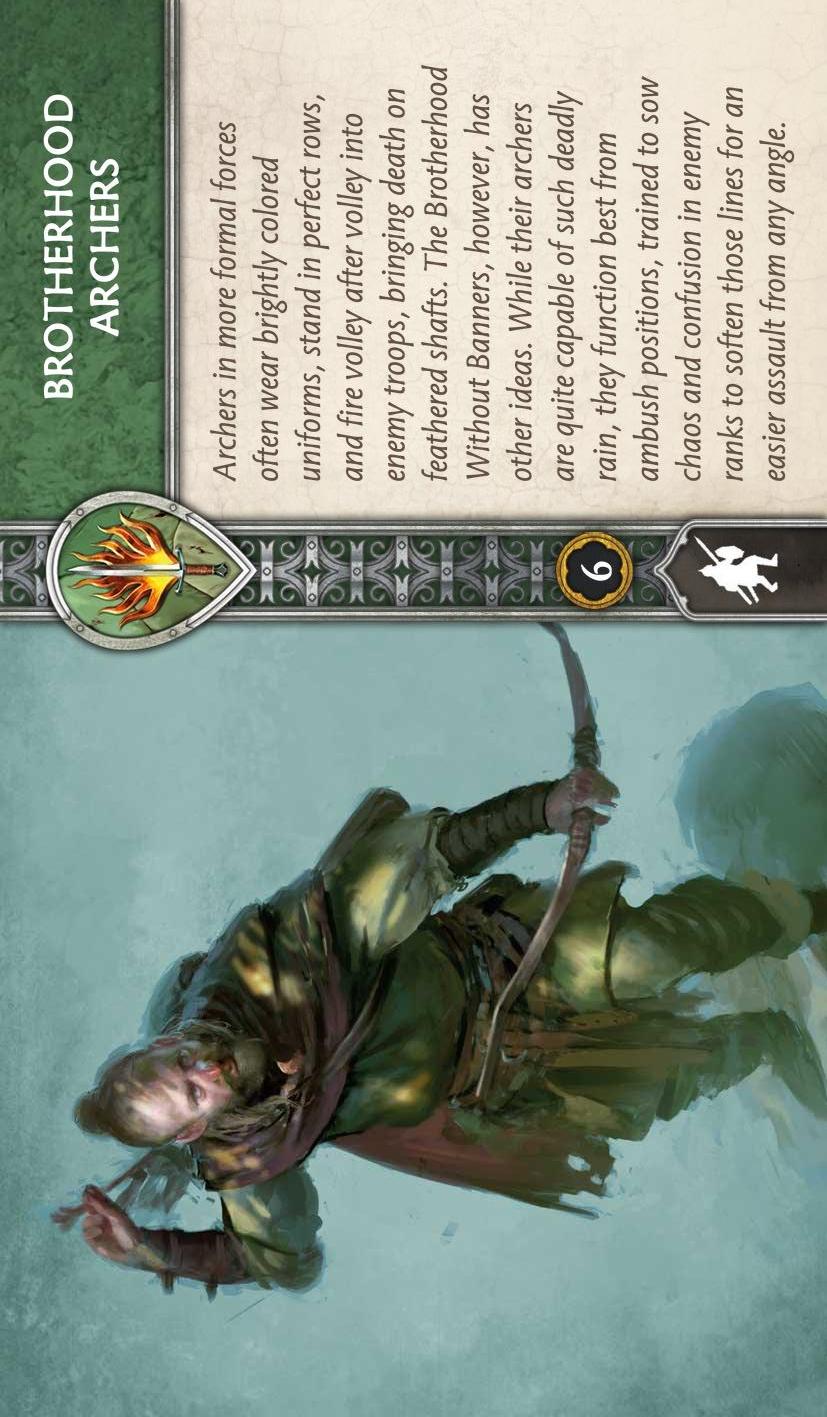 BROTHERHOOD
ARCHERS
Archers in more formal forces
often wear brightly colored
uniforms, stand in perfect rows,
and fire volley after volley into
enemy troops, bringing death on
feathered shafts. The Brotherhood
Without Banners, however, has
other ideas. While their archers
are quite capable of such deadly
rain, they function best from
ambush positions, trained to sow
chaos and confusion in enemy
ranks to soften those lines for an
easier assault from any angle.
6